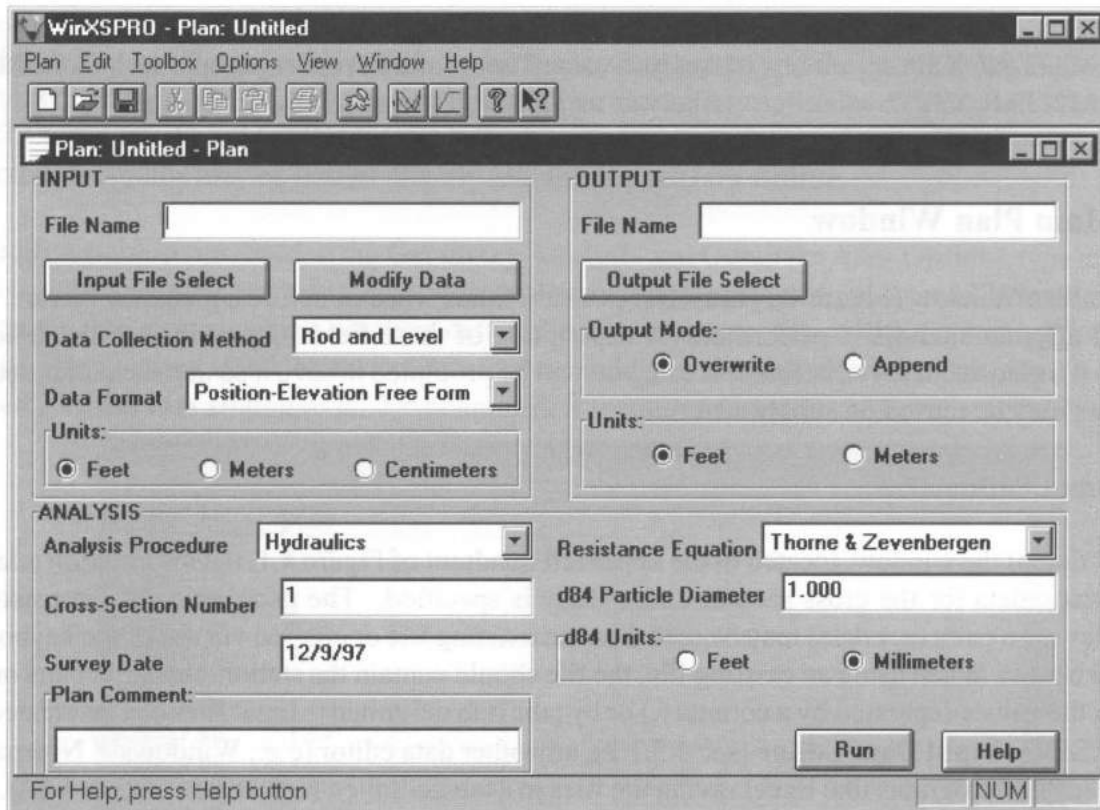 WinXSPRO - Plan: Untitled
Plan Edit Toolbox Options View Window Help
Plan: Untitled - Plan
INPUT
File Name
Input File Select Modify Data
Data Collection Method Rod and Level
Data Format Position-Elevation Free Form
Units:
Feet Meters Centimeters
OUTPUT
File Name
Output File Select
Output Mode:
Overwrite Append
Units:
Feet Meters
ANALYSIS
Analysis Procedure Hydraulics
Cross-Section Number 1
Survey Date 12/9/97
Plan Comment:
Resistance Equation Thorne & Zevenbergen
d84 Particle Diameter 1.000
d84 Units:
Feet Millimeters
Run Help
For Help, press Help button NUM